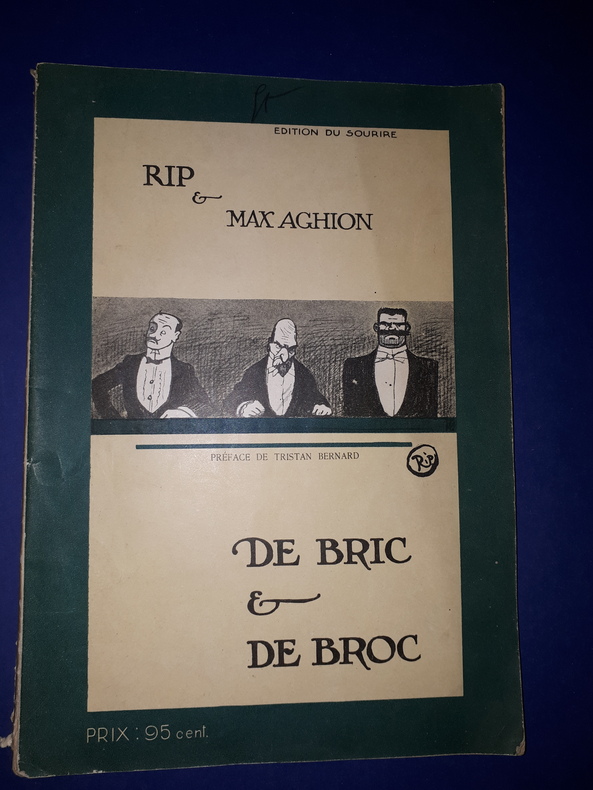 EDITION DU SOURIRE
RIP
&
MAX AGHION
PRÉFACE DE TRISTAN BERNARD
Rip
DE BRIC
&
DE BROC
PRIX : 95 cent.